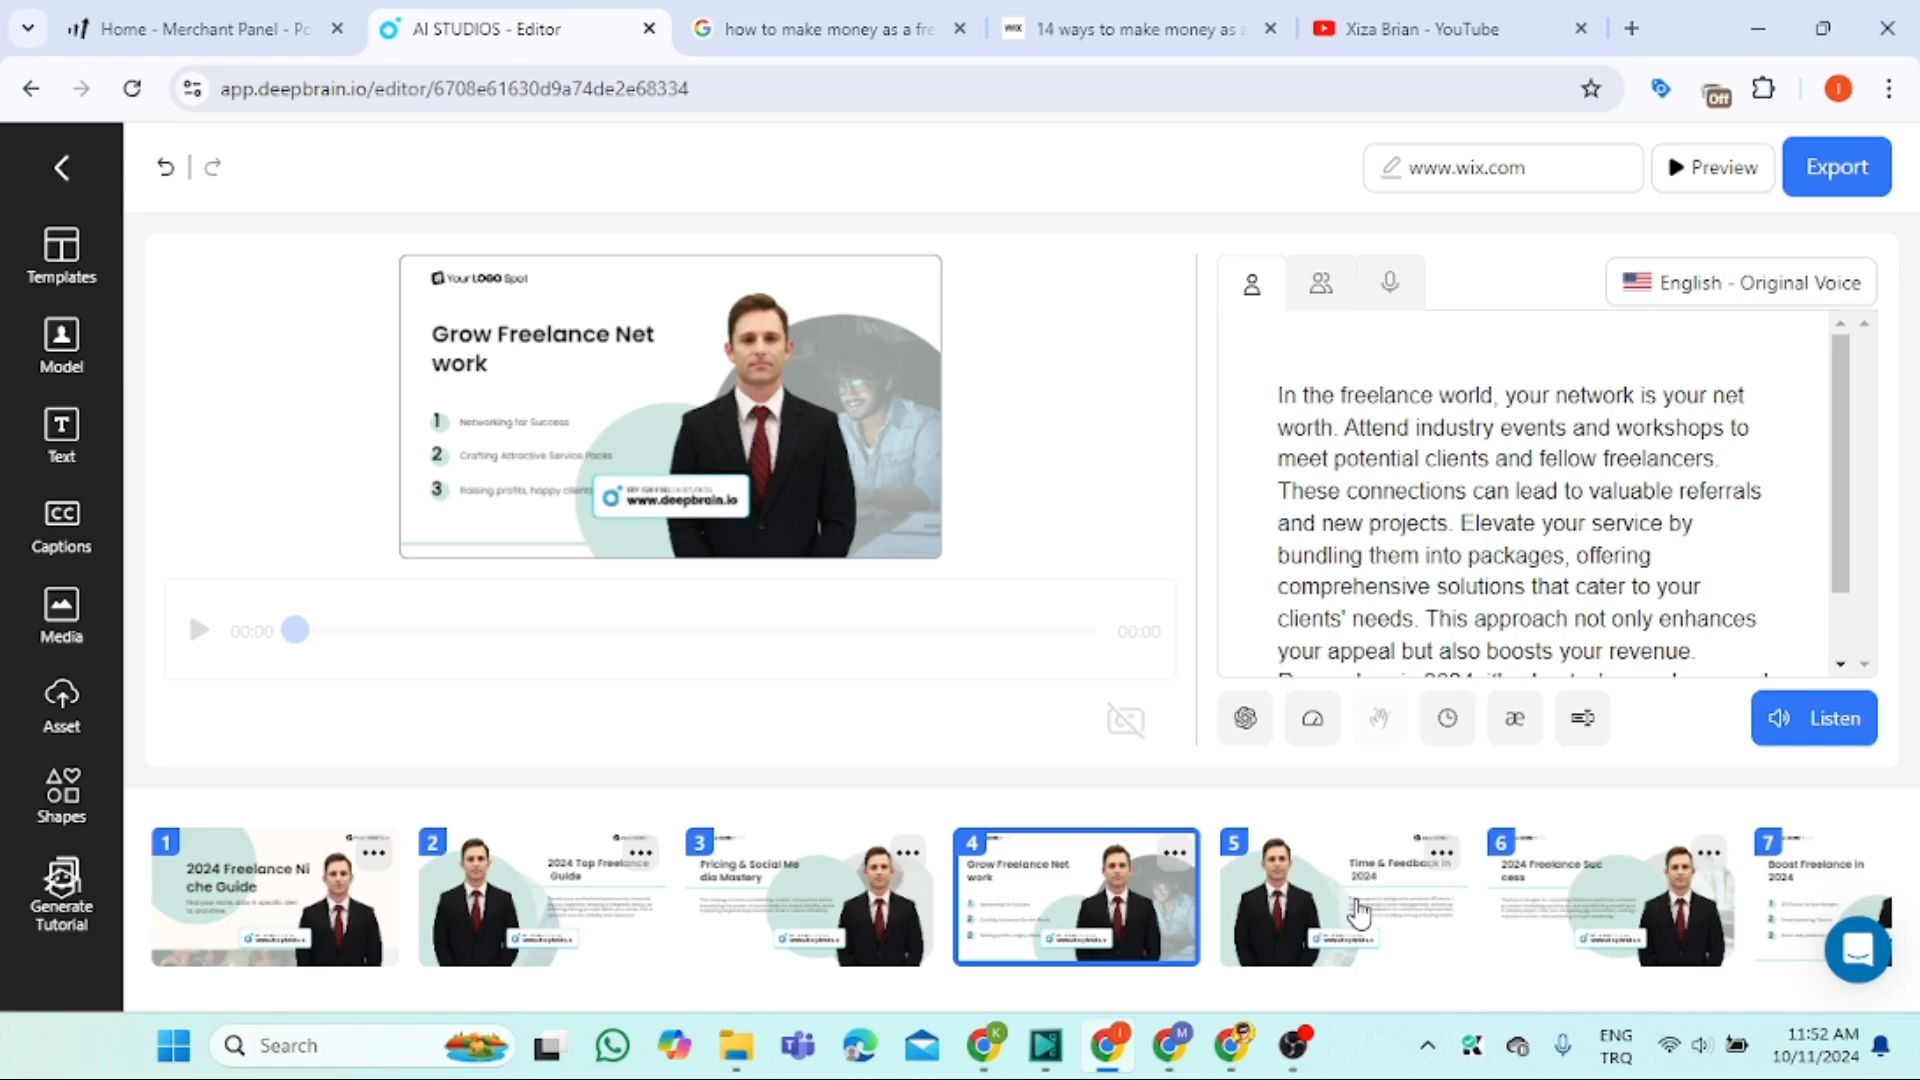 Home - Merchant Panel - Po
AI STUDIOS - Editor
how to make money as a fre
WIX
14 ways to make money as a
Xiza Brian - YouTube
app.deepbrain.io/editor/6708e61630d9a74de2e68334
Off
I
www.wix.com
Preview
Export
Templates
Model
Text
Captions
Media
Asset
Shapes
Generate
Tutorial
Your LOGO Spot
Grow Freelance Net
work
1 Networking for Success
2 Crafting Attractive Service Packs
3 Raising profits, happy clients
www.deepbrain.io
00:00
00:00
English - Original Voice
In the freelance world, your network is your net
worth. Attend industry events and workshops to
meet potential clients and fellow freelancers.
These connections can lead to valuable referrals
and new projects. Elevate your service by
bundling them into packages, offering
comprehensive solutions that cater to your
clients' needs. This approach not only enhances
your appeal but also boosts your revenue.
æ
Listen
1
2024 Freelance Ni
che Guide
2
2024 Top Freelance
Guide
3
Pricing & Social Me
dia Mastery
4
Grow Freelance Net
work
5
Time & Feedback in
2024
6
2024 Freelance Suc
cess
7
Boost Freelance in
2024
Search
K
I
M
ENG
TRQ
11:52 AM
10/11/2024